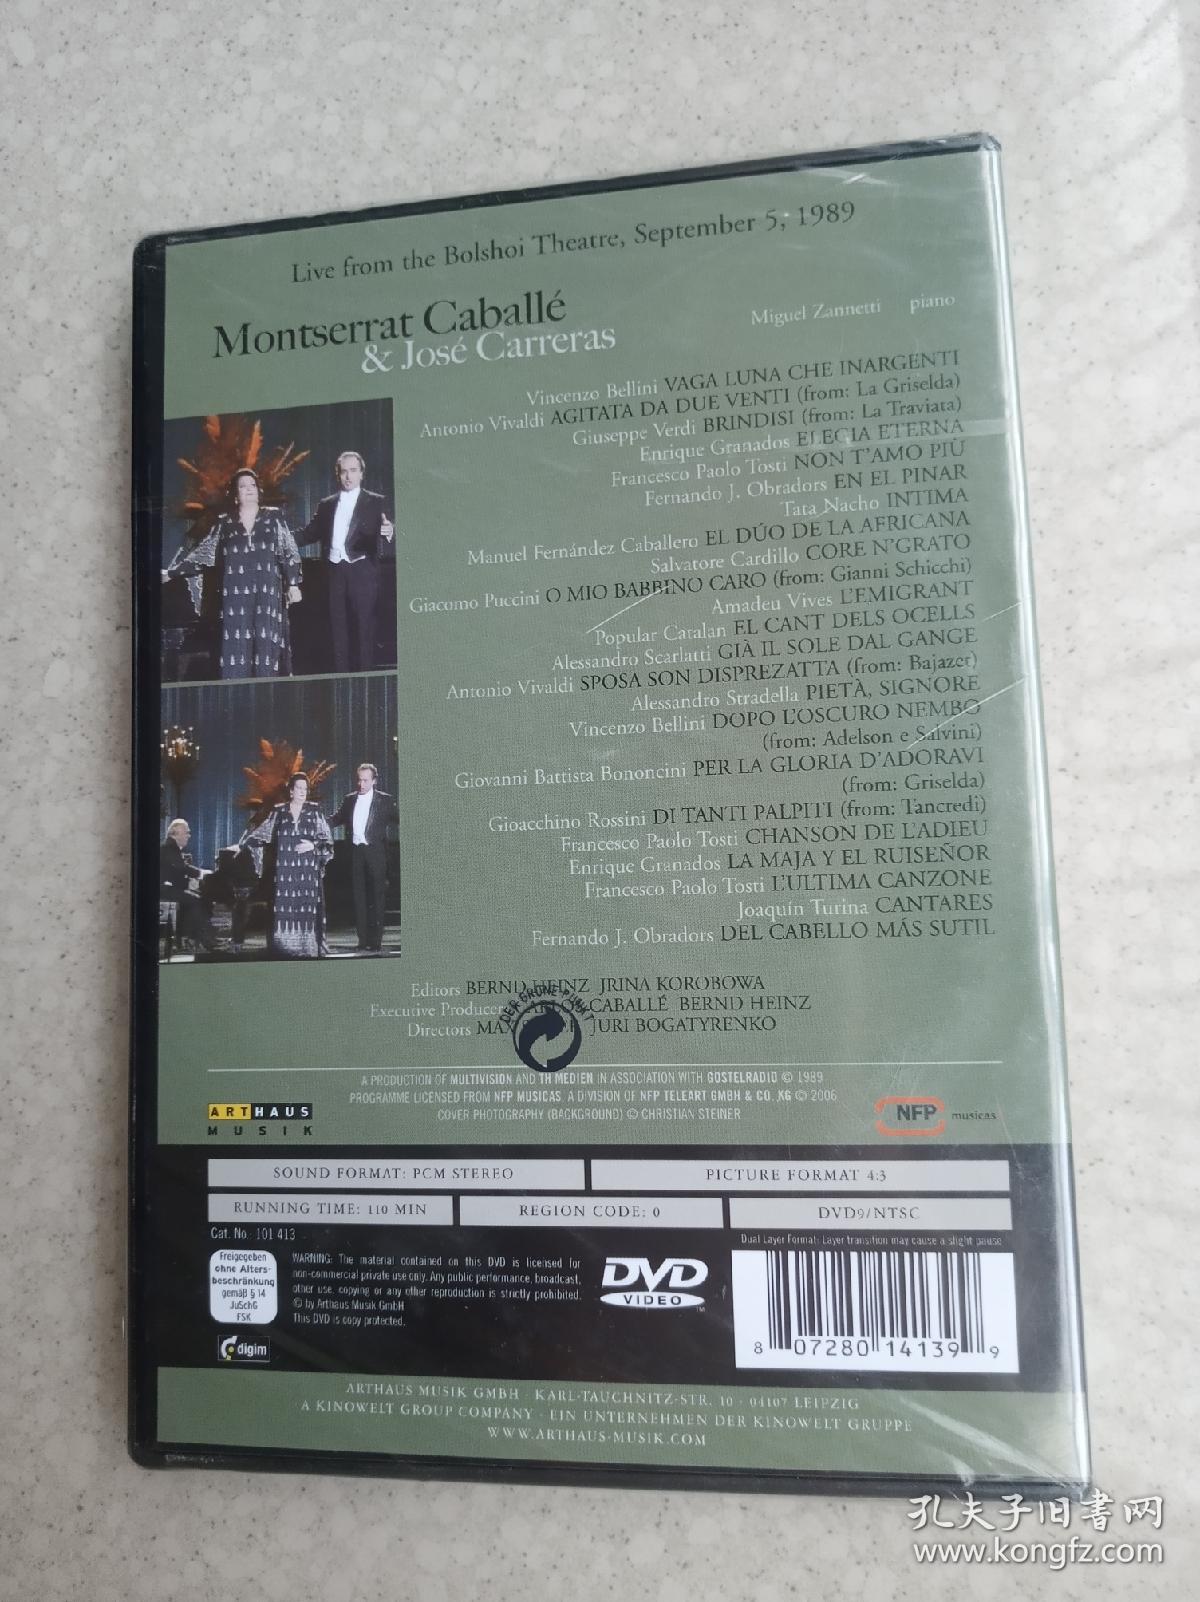 Live from the Bolshoi Theatre, September 5, 1989
Montserrat Caballé
& José Carreras
Miguel Zannetti piano
Vincenzo Bellini VAGA LUNA CHE INARGENTI
Antonio Vivaldi AGITATA DA DUE VENTI (from: La Griselda)
Giuseppe Verdi BRINDISI (from: La Traviata)
Enrique Granados ELEGIA ETERNA
Francesco Paolo Tosti NON T'AMO PIÙ
Fernando J. Obradors EN EL PINAR
Tata Nacho INTIMA
Manuel Fernández Caballero EL DÚO DE LA AFRICANA
Salvatore Cardillo CORE N'GRATO
Giacomo Puccini O MIO BABBINO CARO (from: Gianni Schicchi)
Amadeu Vives L'EMIGRANT
Popular Catalan EL CANT DELS OCELLS
Alessandro Scarlatti GIÀ IL SOLE DAL GANGE
Antonio Vivaldi SPOSA SON DISPREZATTA (from: Bajazet)
Alessandro Stradella PIETÀ, SIGNORE
Vincenzo Bellini DOPO L'OSCURO NEMBO
(from: Adelson e Salvini)
Giovanni Battista Bononcini PER LA GLORIA D'ADORAVI
(from: Griselda)
Gioacchino Rossini DI TANTI PALPITI (from: Tancredi)
Francesco Paolo Tosti CHANSON DE L'ADIEU
Enrique Granados LA MAJA Y EL RUISEÑOR
Francesco Paolo Tosti L'ULTIMA CANZONE
Joaquín Turina CANTARES
Fernando J. Obradors DEL CABELLO MÁS SUTIL
Editors BERND HEINZ JRINA KOROBOWA
Executive Producers CABALLÉ BERND HEINZ
Directors JURI BOGATYRENKO
DER GRÜNE PUNKT
A PRODUCTION OF MULTIVISION AND TH MEDIEN IN ASSOCIATION WITH GOSTELRADIO © 1989
PROGRAMME LICENSED FROM NFP MUSICAS, A DIVISION OF NFP TELEART GMBH & CO. KG © 2006
COVER PHOTOGRAPHY (BACKGROUND) © CHRISTIAN STEINER
ARTHAUS
MUSIK
NFP musicas
SOUND FORMAT: PCM STEREO
PICTURE FORMAT 4:3
RUNNING TIME: 110 MIN
REGION CODE: 0
DVD9/NTSC
Cat. No. 101 413
Dual Layer Format: Layer transition may cause a slight pause
Freigegeben
ohne Alters-
beschränkung
gemäß § 14
JuSchG
FSK
WARNING: The material contained on this DVD is licensed for
non-commercial private use only. Any public performance, broadcast,
other use, copying or any other reproduction is strictly prohibited.
© by Arthaus Musik GmbH
This DVD is copy protected.
DVD
VIDEO
TM
digim
8 07280 14139 9
ARTHAUS MUSIK GMBH · KARL-TAUCHNITZ-STR. 10 · 04107 LEIPZIG
A KINOWELT GROUP COMPANY · EIN UNTERNEHMEN DER KINOWELT GRUPPE
WWW.ARTHAUS-MUSIK.COM
孔夫子旧书网
www.kongfz.com